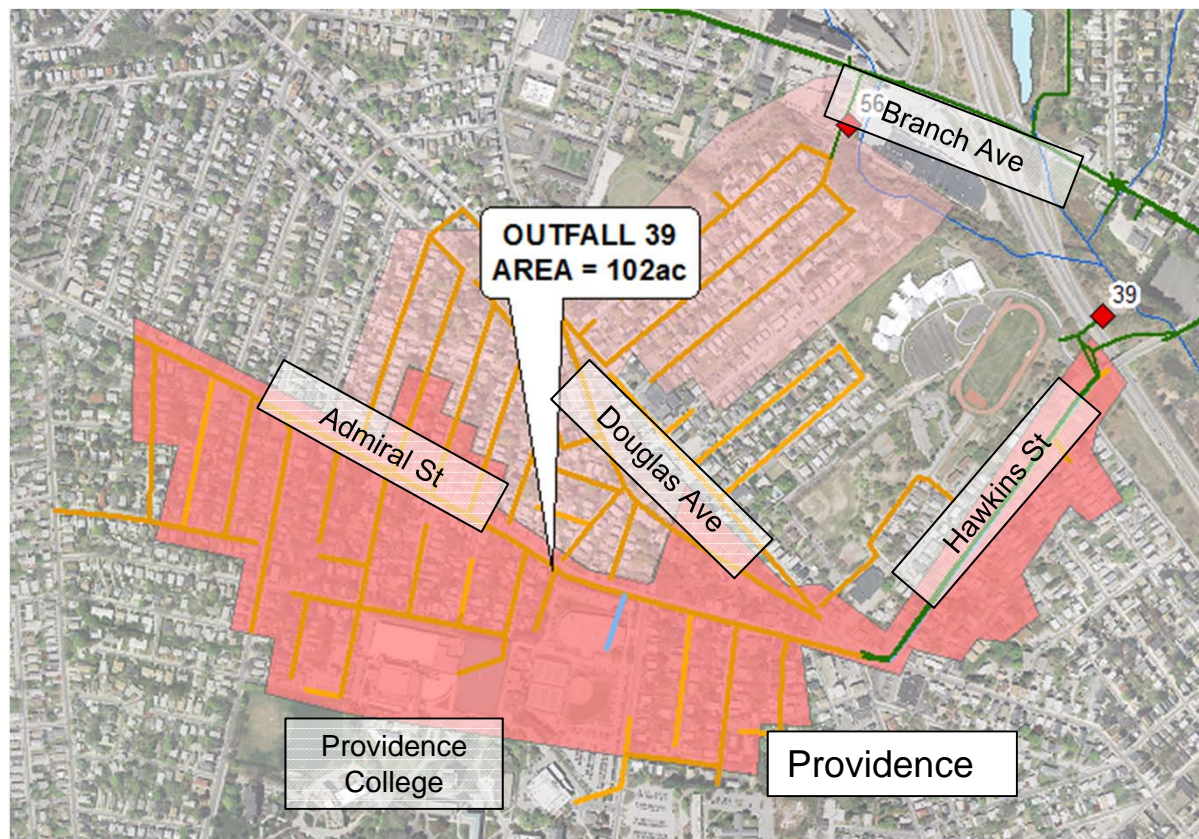 56
Branch Ave
OUTFALL 39
AREA = 102ac
39
Admiral St
Douglas Ave
Hawkins St
Providence
College
Providence